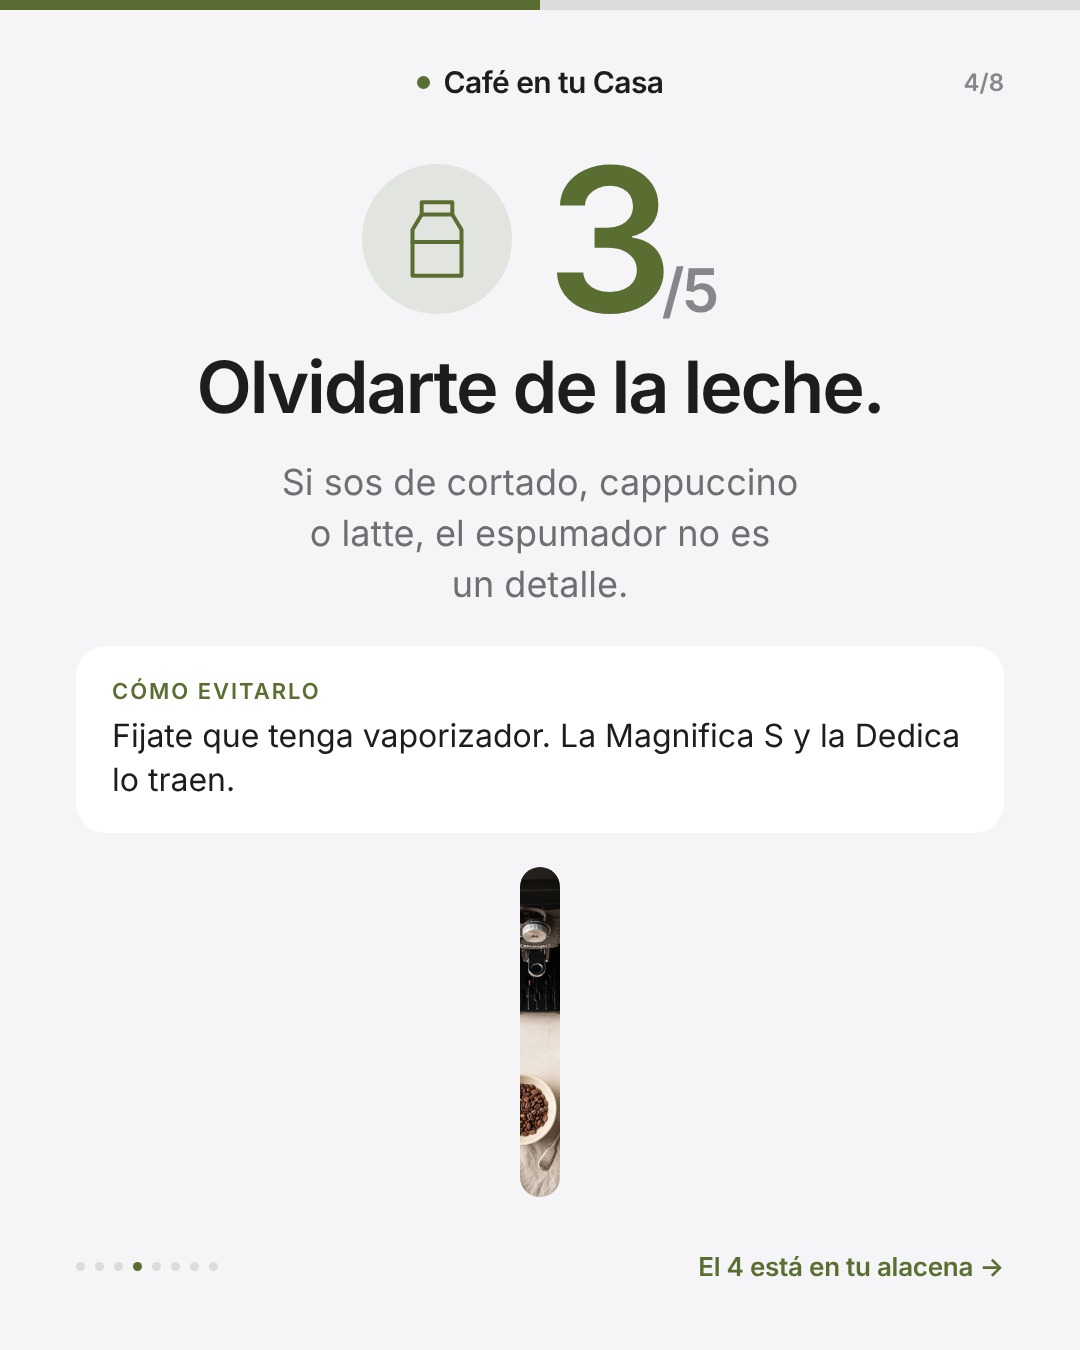 Café en tu Casa
4/8
3/5
Olvidarte de la leche.
Si sos de cortado, cappuccino
o latte, el espumador no es
un detalle.
CÓMO EVITARLO
Fijate que tenga vaporizador. La Magnifica S y la Dedica
lo traen.
El 4 está en tu alacena →